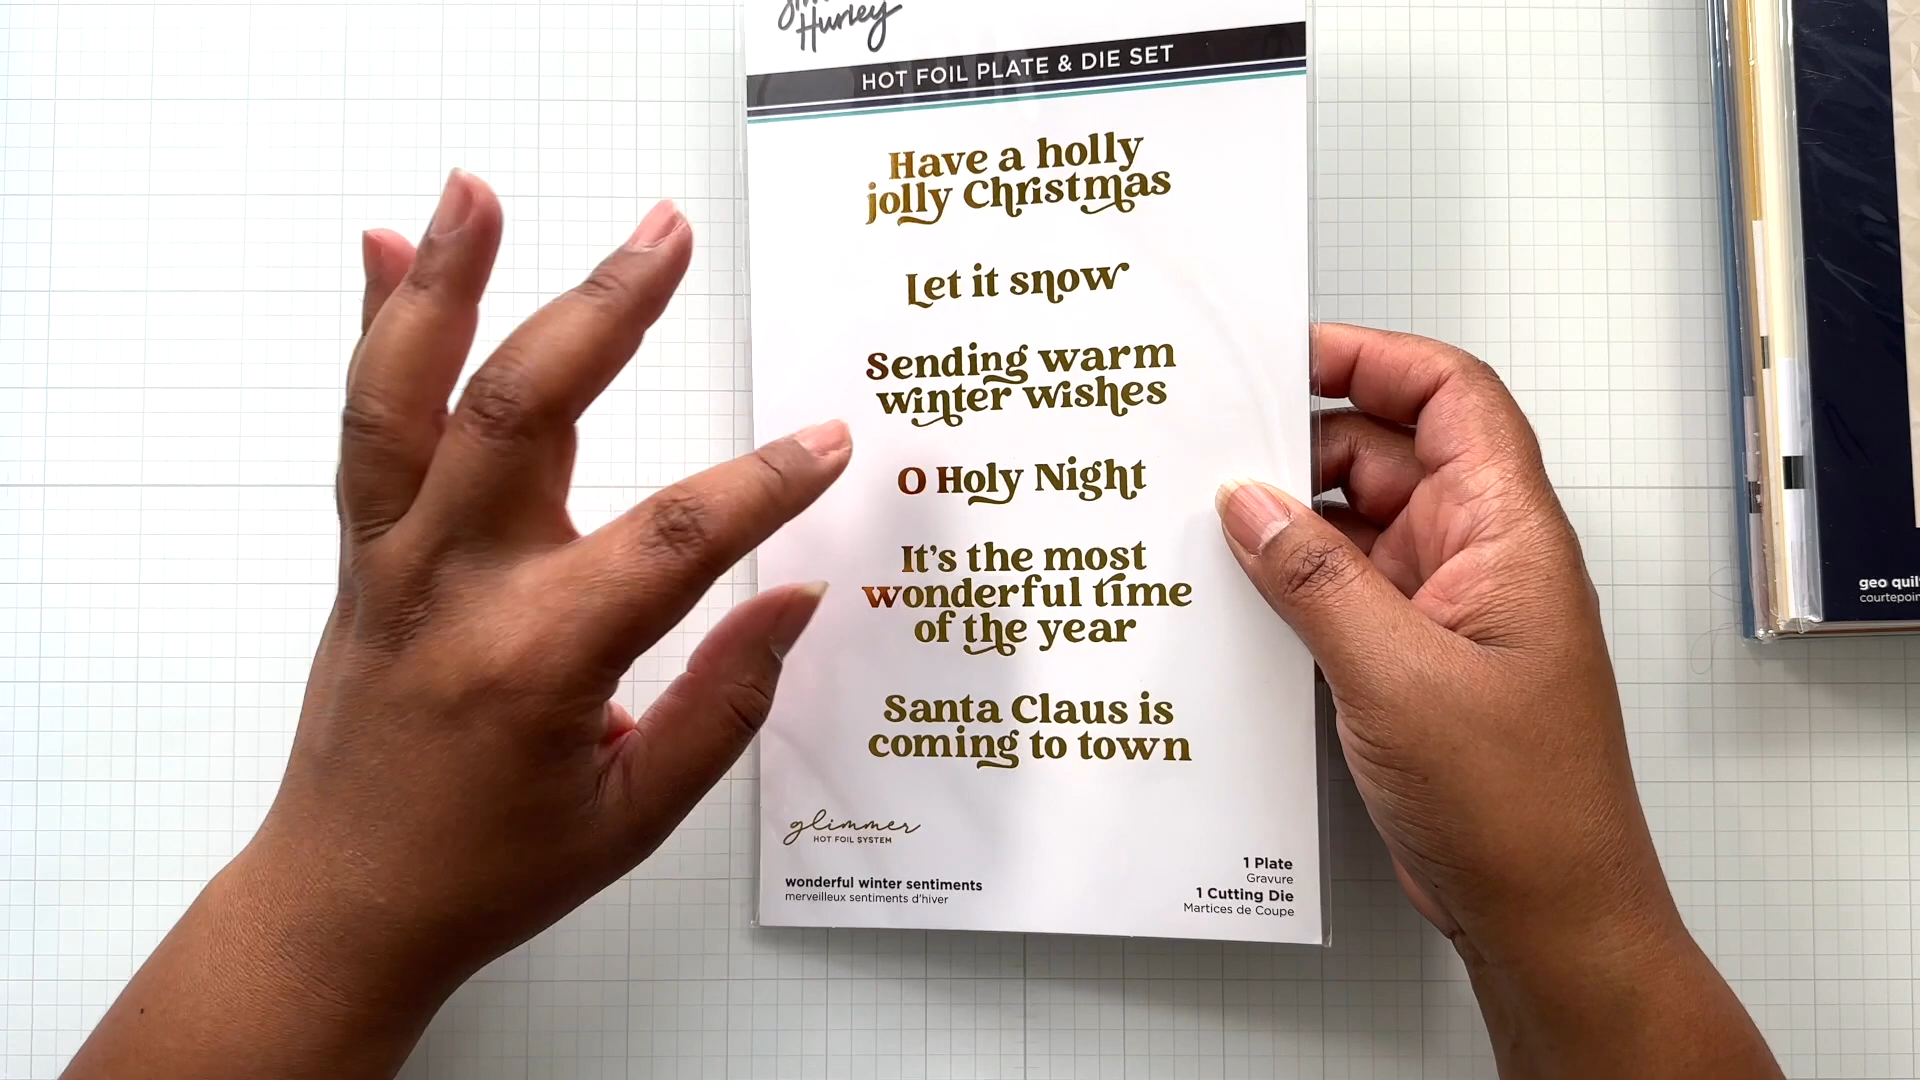 Hurley
HOT FOIL PLATE & DIE SET
Have a holly
jolly Christmas
Let it snow
Sending warm
winter wishes
O Holy Night
It's the most
wonderful time
of the year
Santa Claus is
coming to town
glimmer
HOT FOIL SYSTEM
wonderful winter sentiments
merveilleux sentiments d'hiver
1 Plate
Gravure
1 Cutting Die
Martices de Coupe
geo